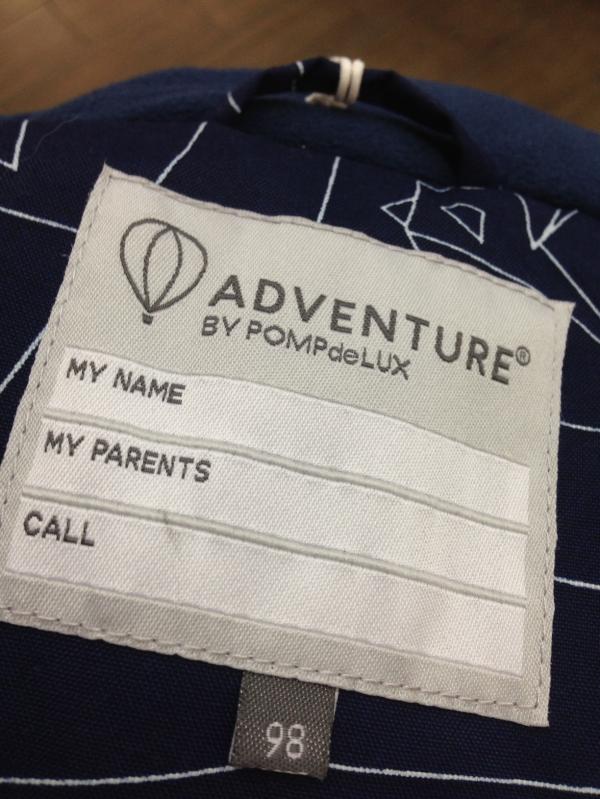 ADVENTURE®
BY POMPdeLUX
MY NAME
MY PARENTS
CALL
98